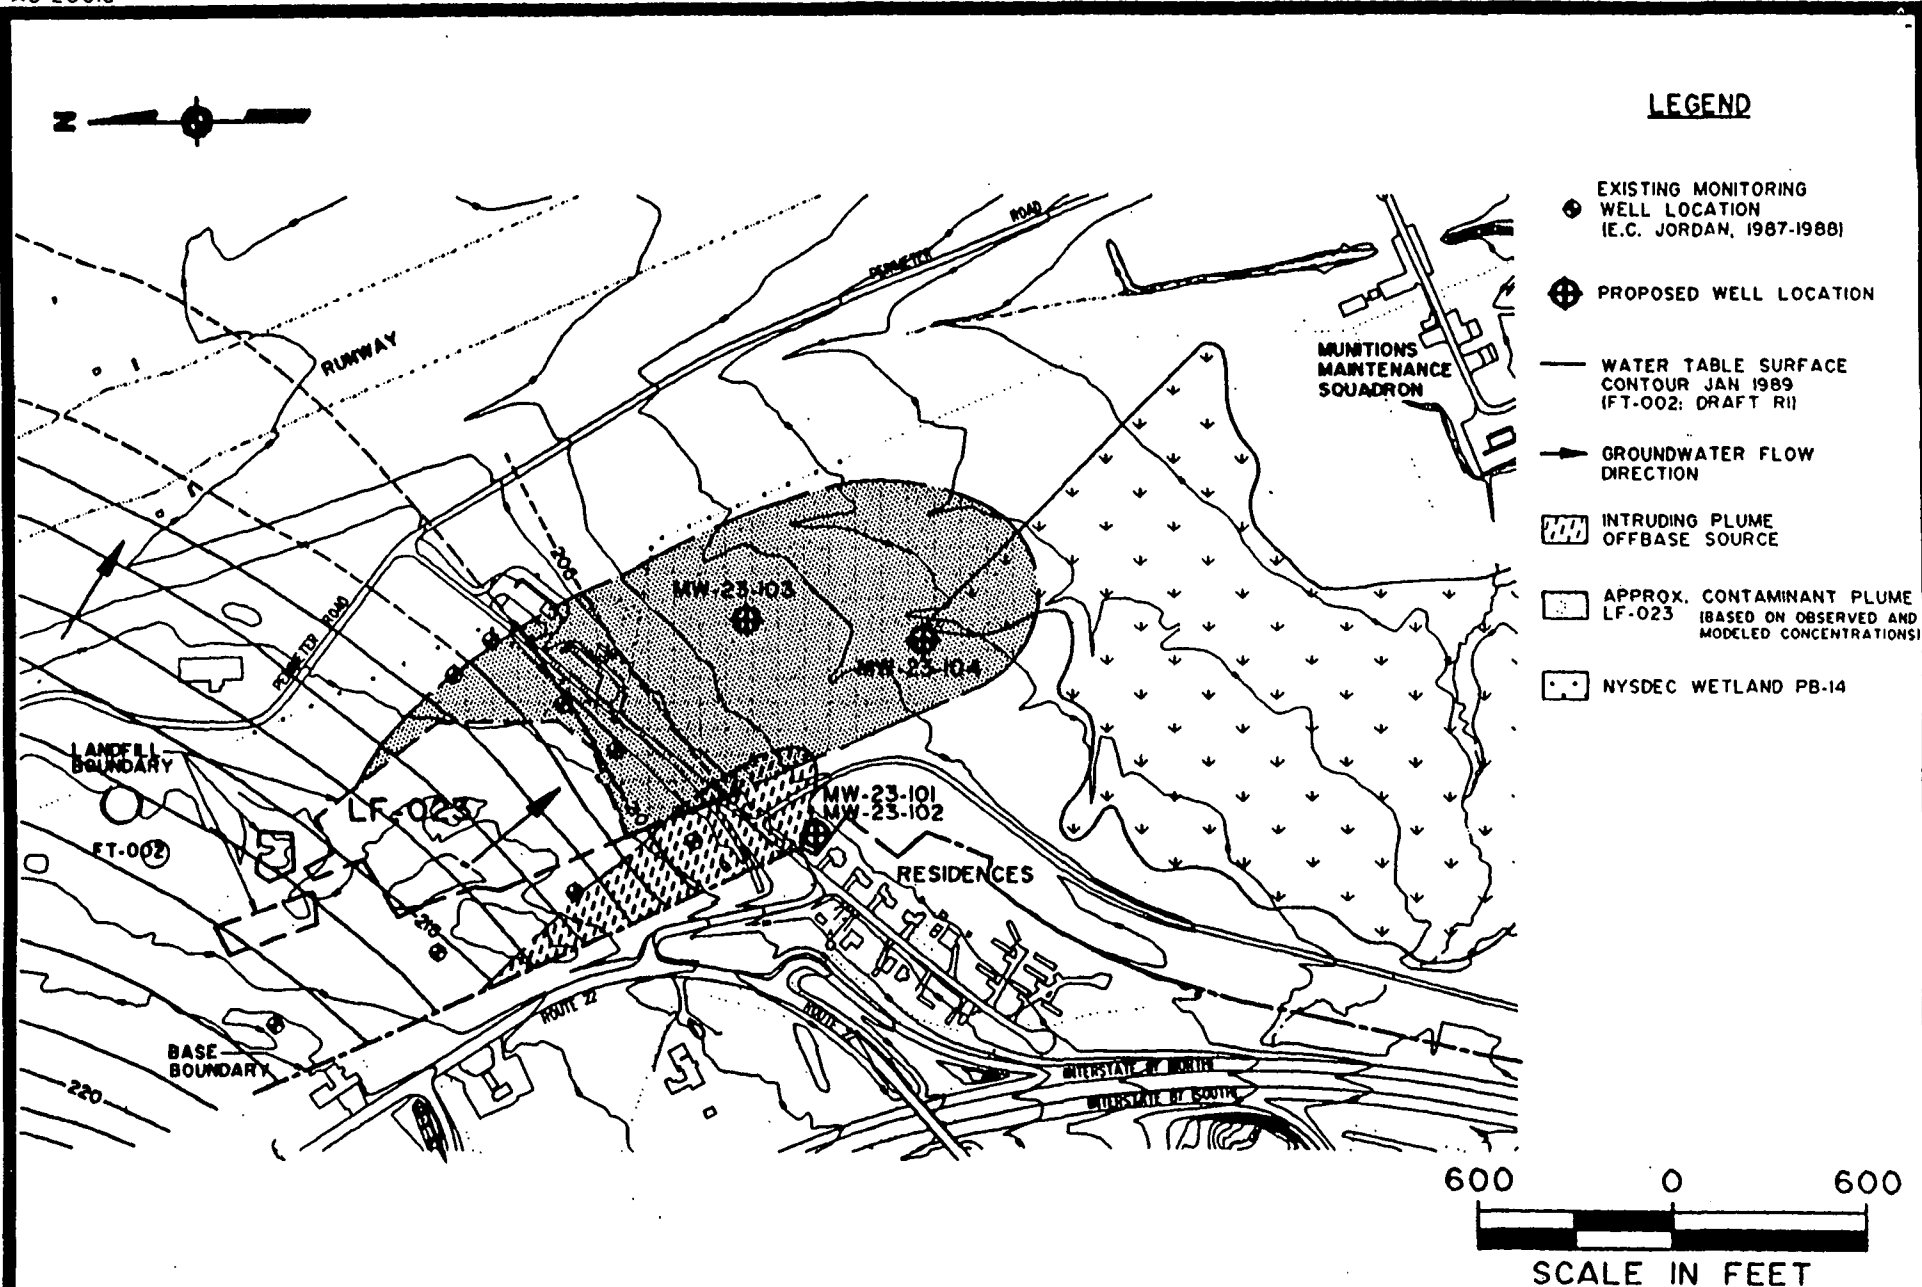 N
LEGEND
EXISTING MONITORING
WELL LOCATION
(E.C. JORDAN, 1987-1988)
PROPOSED WELL LOCATION
WATER TABLE SURFACE
CONTOUR JAN 1989
(FT-002: DRAFT RI)
GROUNDWATER FLOW
DIRECTION
INTRUDING PLUME
OFFBASE SOURCE
APPROX. CONTAMINANT PLUME
LF-023 (BASED ON OBSERVED AND
MODELED CONCENTRATIONS)
NYSDEC WETLAND PB-14
PERIMETER ROAD
RUNWAY
MUNITIONS
MAINTENANCE
SQUADRON
206
MW-23-103
MW-23-104
PERIMETER ROAD
LANDFILL
BOUNDARY
LF-023
FT-002
MW-23-101
MW-23-102
RESIDENCES
ROUTE 22
ROUTE 22
BASE
BOUNDARY
220
INTERSTATE 87 NORTH
INTERSTATE 87 SOUTH
600 0 600
SCALE IN FEET